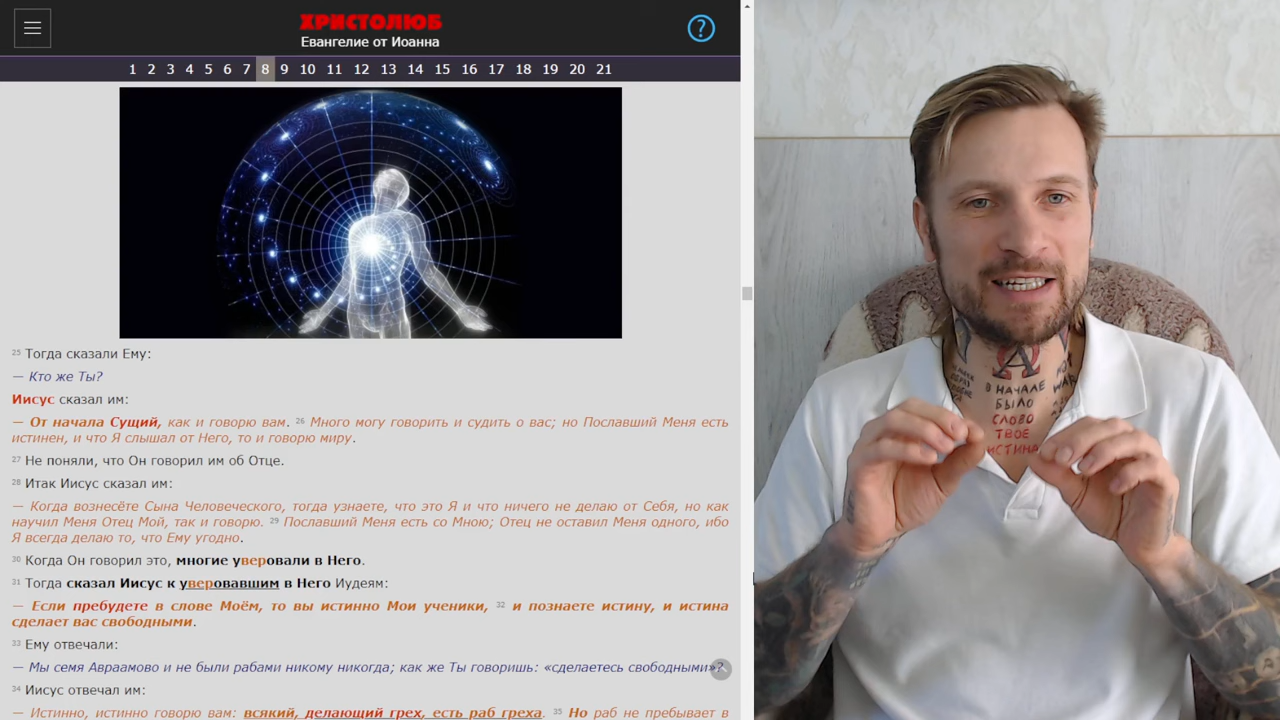 ХРИСТОЛЮБ
Евангелие от Иоанна
1 2 3 4 5 6 7 8 9 10 11 12 13 14 15 16 17 18 19 20 21
25 Тогда сказали Ему:
— Кто же Ты?
Иисус сказал им:
— От начала Сущий, как и говорю вам. 26 Много могу говорить и судить о вас; но Пославший Меня есть
истинен, и что Я слышал от Него, то и говорю миру.
27 Не поняли, что Он говорил им об Отце.
28 Итак Иисус сказал им:
— Когда вознесёте Сына Человеческого, тогда узнаете, что это Я и что ничего не делаю от Себя, но как
научил Меня Отец Мой, так и говорю. 29 Пославший Меня есть со Мною; Отец не оставил Меня одного, ибо
Я всегда делаю то, что Ему угодно.
30 Когда Он говорил это, многие уверовали в Него.
31 Тогда сказал Иисус к уверовавшим в Него Иудеям:
— Если пребудете в слове Моём, то вы истинно Мои ученики, 32 и познаете истину, и истина
сделает вас свободными.
33 Ему отвечали:
— Мы семя Авраамово и не были рабами никому никогда; как же Ты говоришь: «сделаетесь свободными»?
34 Иисус отвечал им:
— Истинно, истинно говорю вам: всякий, делающий грех, есть раб греха. 35 Но раб не пребывает в
?
В НАЧАЛЕ
БЫЛО
СЛОВО
ТВОЕ
ИСТИНА